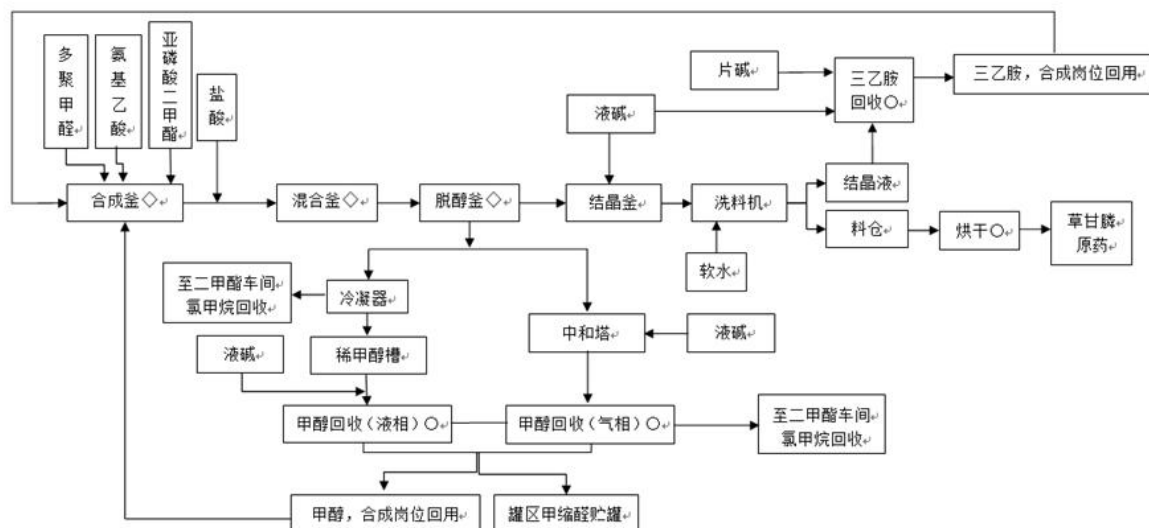 多聚甲醛
氨基乙酸
亚磷酸二甲酯
盐酸
片碱
液碱
三乙胺
回收〇
三乙胺，合成岗位回用
合成釜◇
混合釜◇
脱醇釜◇
结晶釜
洗料机
结晶液
料仓
烘干〇
草甘膦
原药
软水
至二甲酯车间
氯甲烷回收
冷凝器
中和塔
液碱
液碱
稀甲醇槽
甲醇回收（液相）〇
甲醇回收（气相）〇
至二甲酯车间
氯甲烷回收
甲醇，合成岗位回用
罐区甲缩醛贮罐